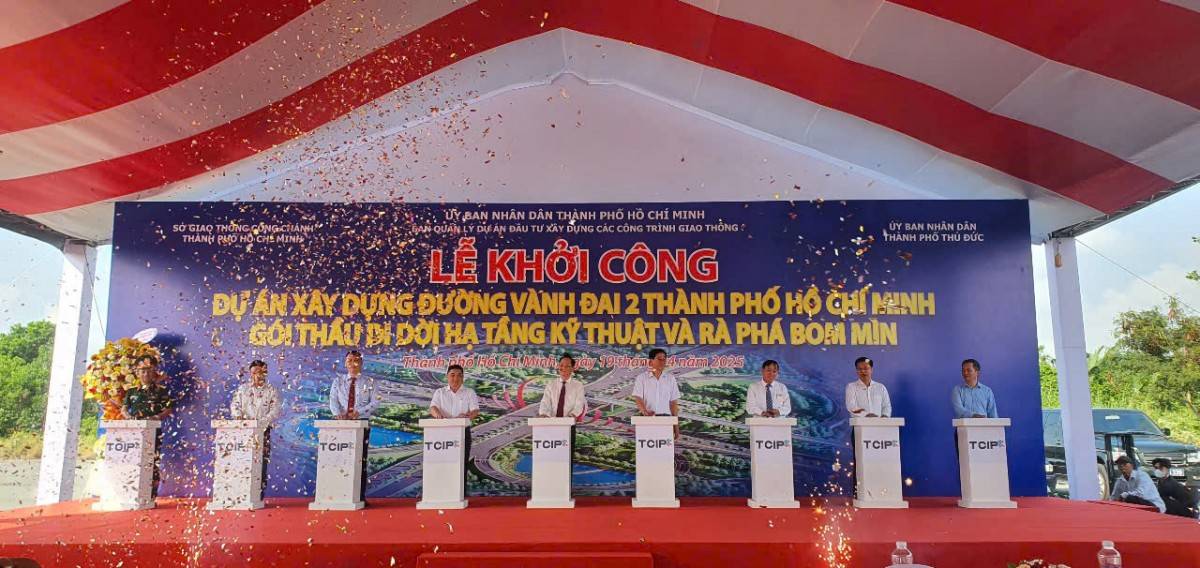 ỦY BAN NHÂN DÂN THÀNH PHỐ HỒ CHÍ MINH
BAN QUẢN LÝ DỰ ÁN ĐẦU TƯ XÂY DỰNG CÁC CÔNG TRÌNH GIAO THÔNG
SỞ GIAO THÔNG CÔNG CHÁNH
THÀNH PHỐ HỒ CHÍ MINH
ỦY BAN NHÂN DÂN
THÀNH PHỐ THỦ ĐỨC
LỄ KHỞI CÔNG
DỰ ÁN XÂY DỰNG ĐƯỜNG VÀNH ĐAI 2 THÀNH PHỐ HỒ CHÍ MINH
GÓI THẦU DI DỜI HẠ TẦNG KỸ THUẬT VÀ RÀ PHÁ BOM MÌN
Thành phố Hồ Chí Minh, ngày 19 tháng 4 năm 2025
TCIP
TCIP
TCIP
TCIP
TCIP
TCIP
TCIP
TCIP
TCIP